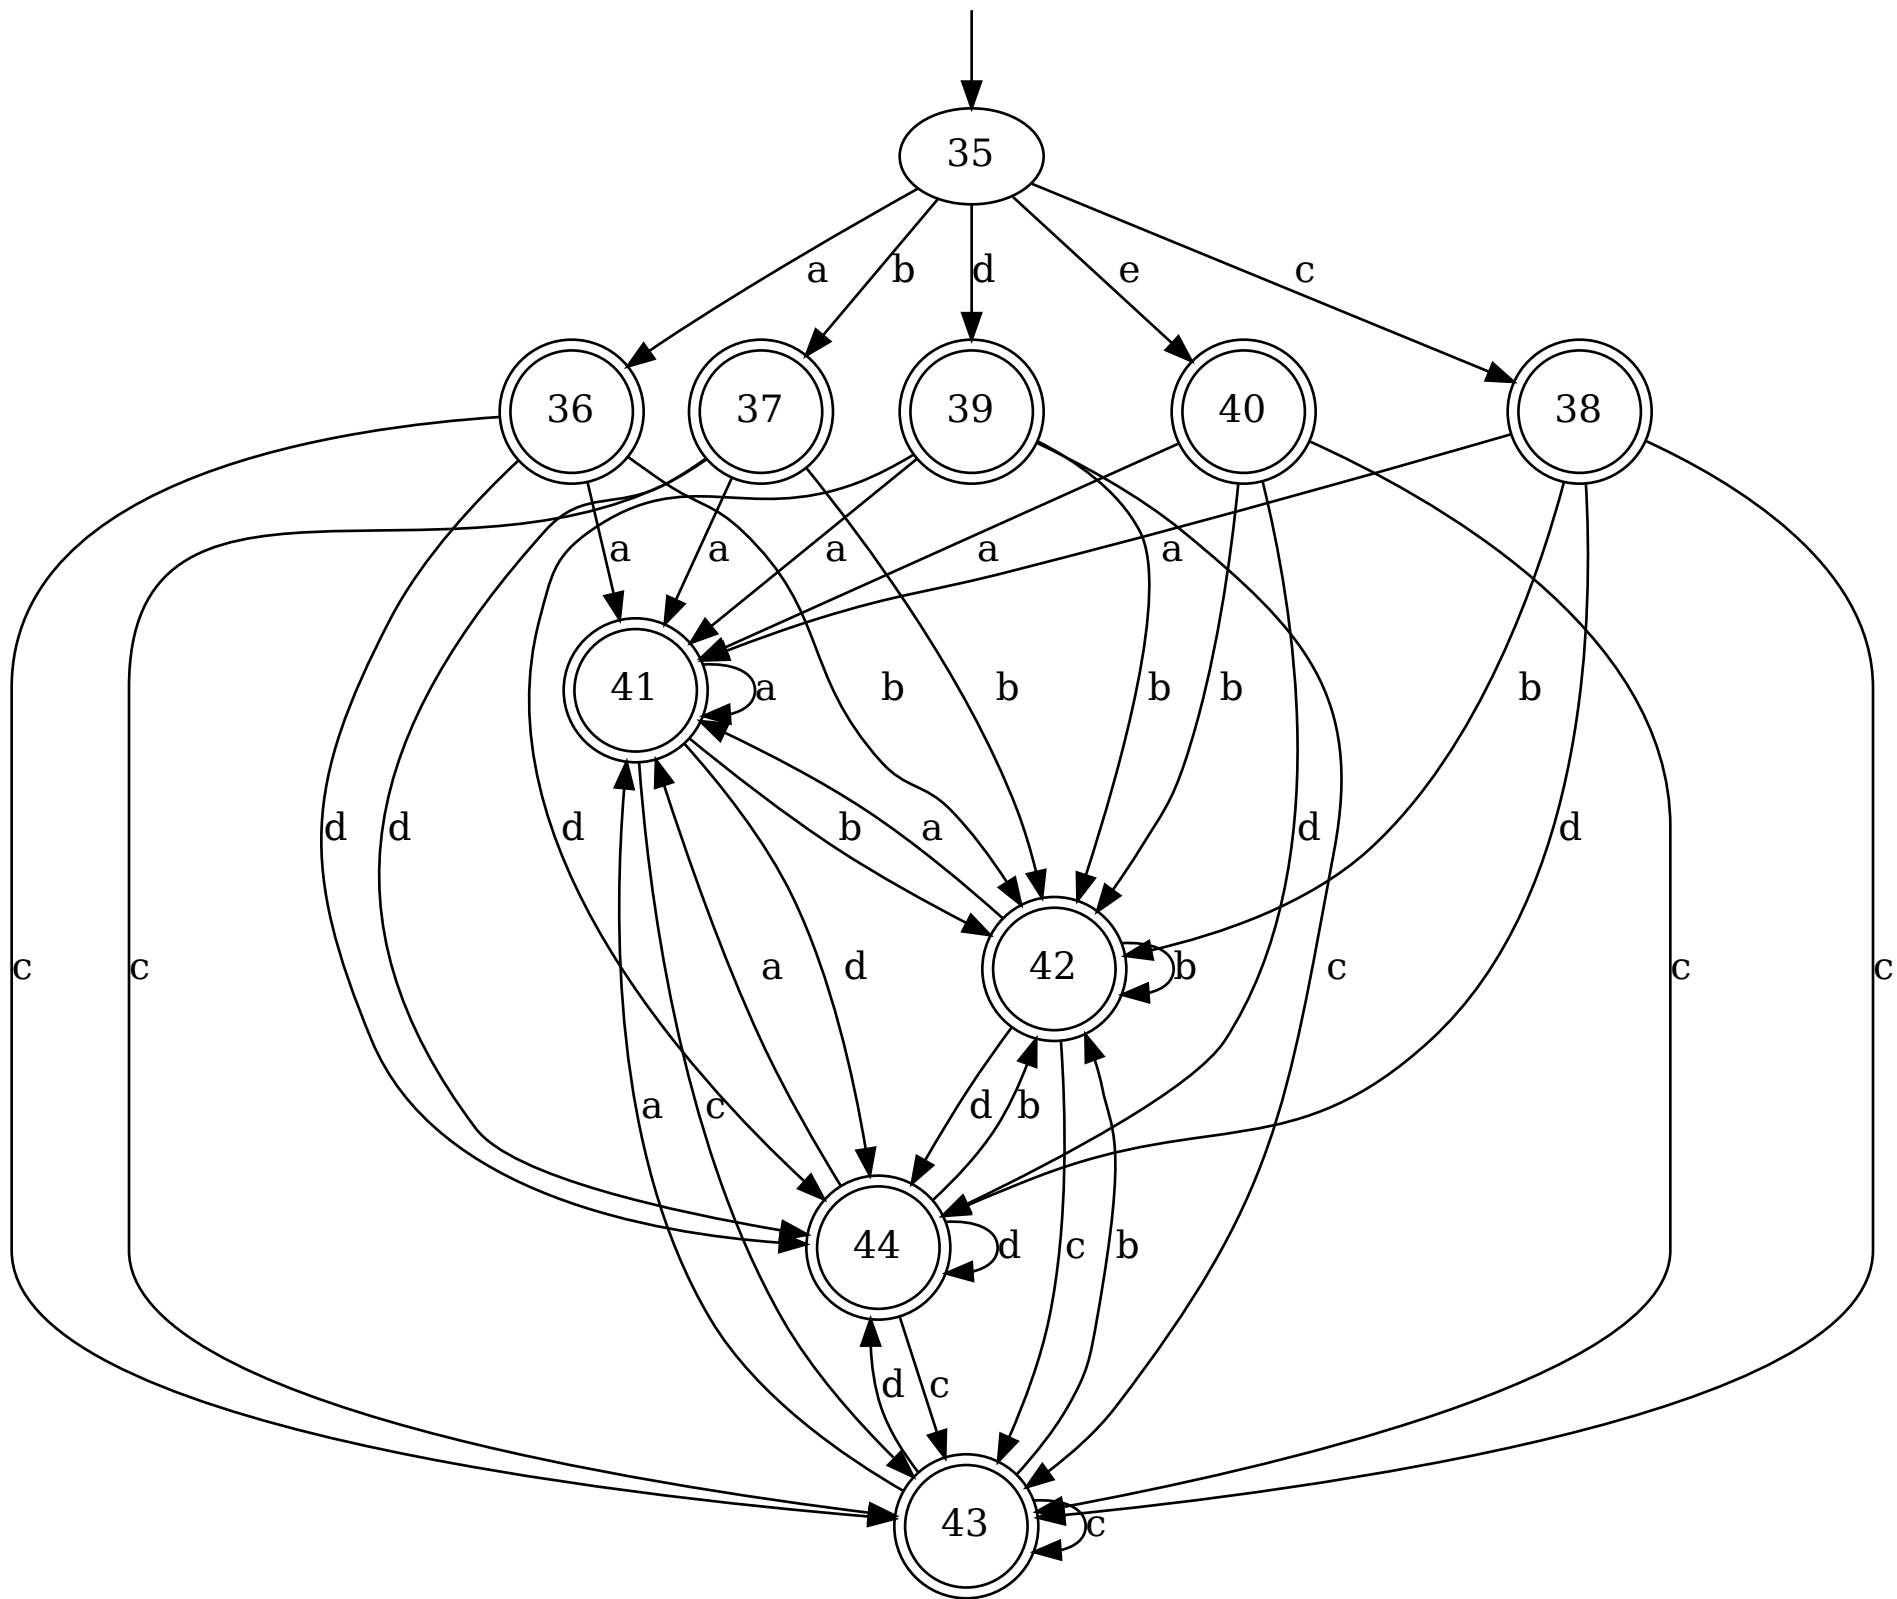 35
a b d e c
36 37 39 40 38
a a a a a
41 a b b b b b
d d d b a d d
c c 42 b c c c
a d
a c d b
44 d c b
d c
43 c